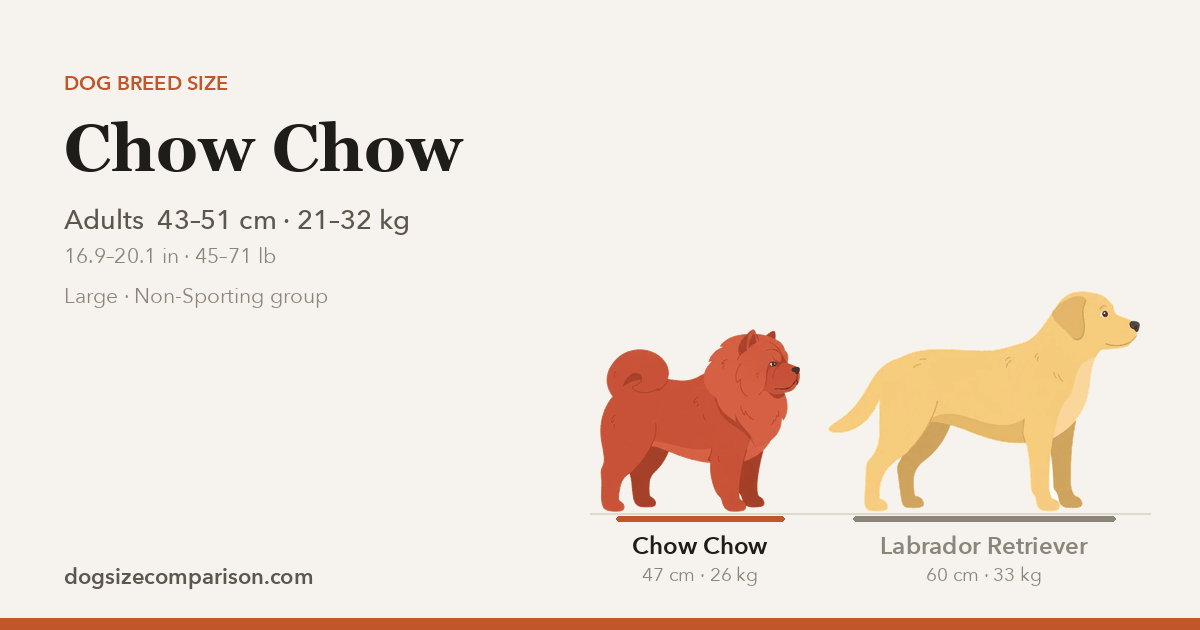 DOG BREED SIZE
Chow Chow
Adults 43–51 cm · 21–32 kg
16.9–20.1 in · 45–71 lb
Large · Non-Sporting group
Chow Chow
47 cm · 26 kg
Labrador Retriever
60 cm · 33 kg
dogsizecomparison.com